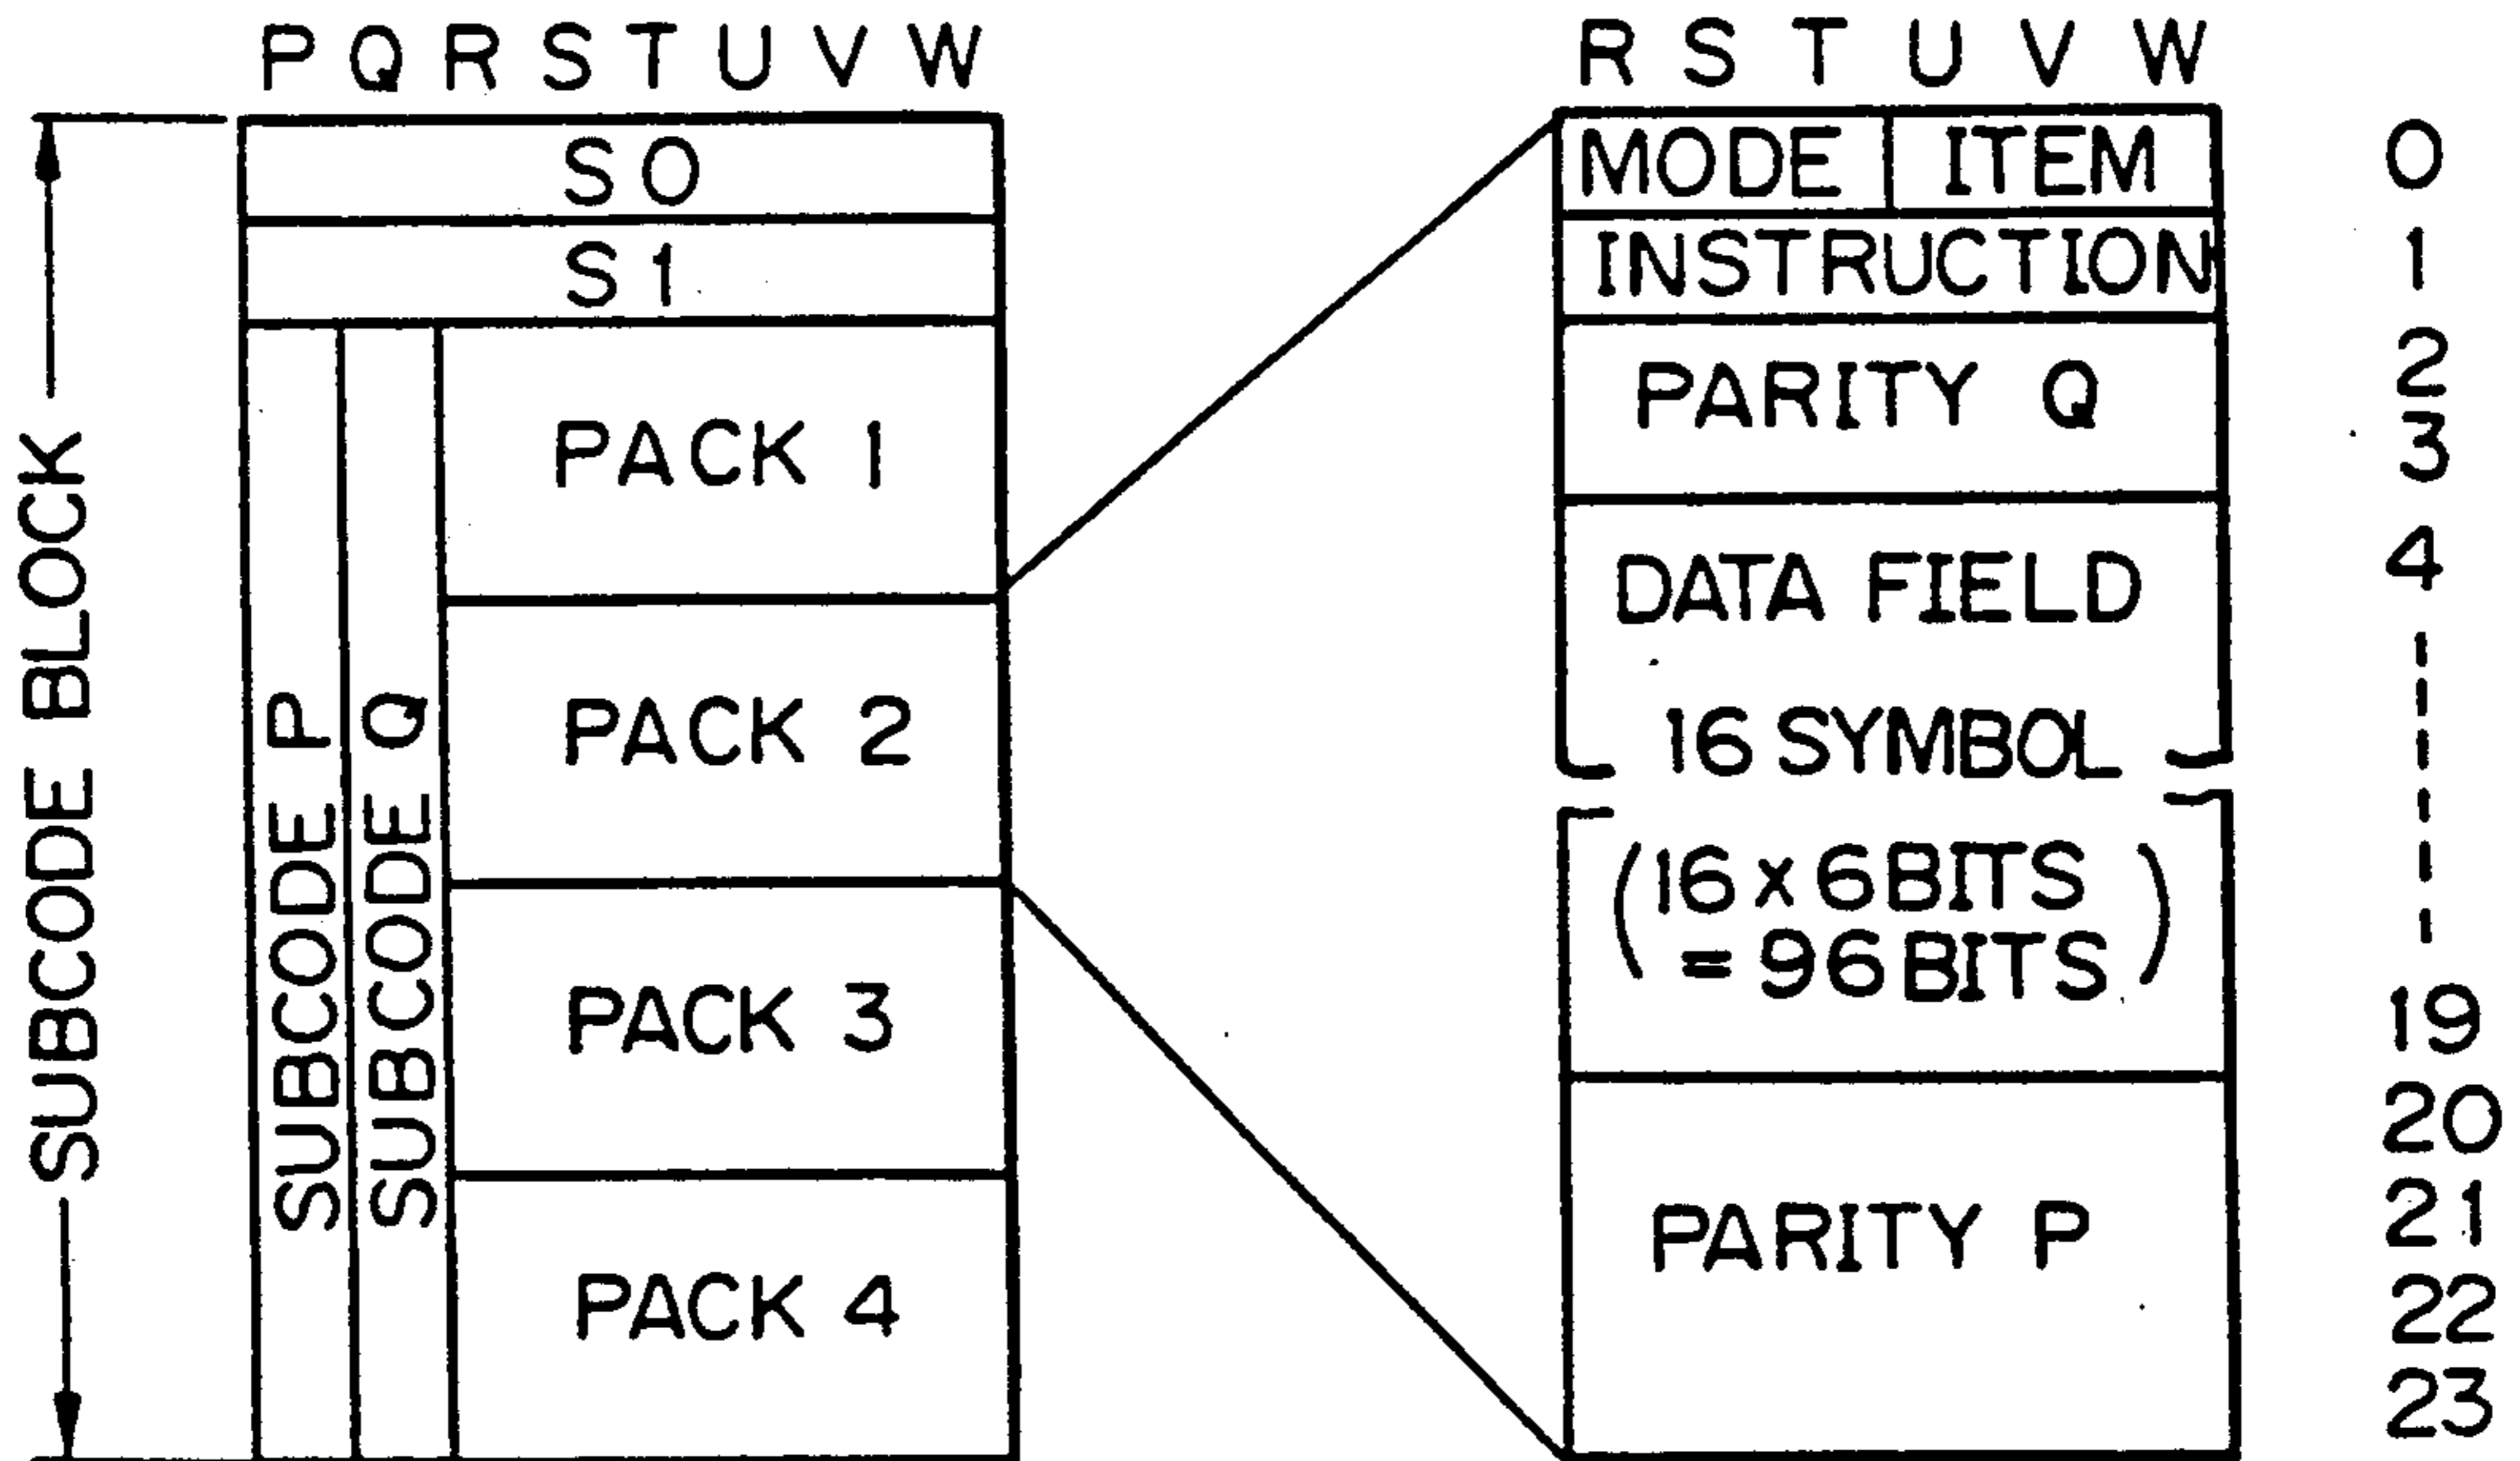 P Q R S T U V W
S0
S1
SUBCODE BLOCK
SUBCODE P
SUBCODE Q
PACK 1
PACK 2
PACK 3
PACK 4
R S T U V W
MODE ITEM 0
INSTRUCTION 1
PARITY Q 2
3
DATA FIELD 4
16 SYMBOL
(16 x 6 BITS
= 96 BITS)
19
20
21
PARITY P
22
23